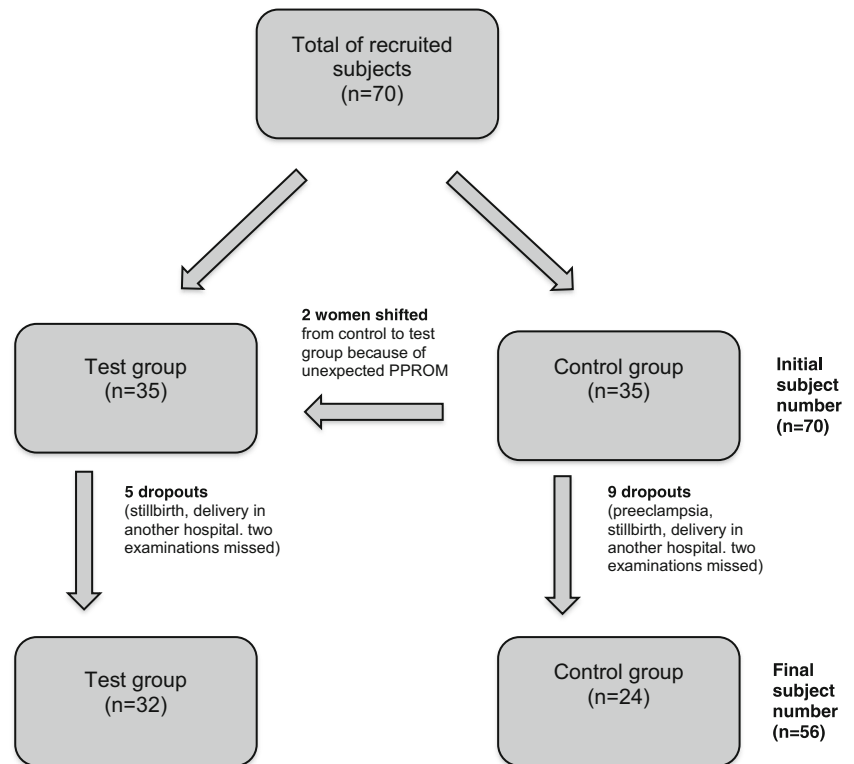 Total of recruited
subjects
(n=70)
2 women shifted
from control to test
group because of
unexpected PPROM
Test group
(n=35)
Control group
(n=35)
Initial
subject
number
(n=70)
5 dropouts
(stillbirth, delivery in
another hospital. two
examinations missed)
9 dropouts
(preeclampsia,
stillbirth, delivery in
another hospital. two
examinations missed)
Test group
(n=32)
Control group
(n=24)
Final
subject
number
(n=56)